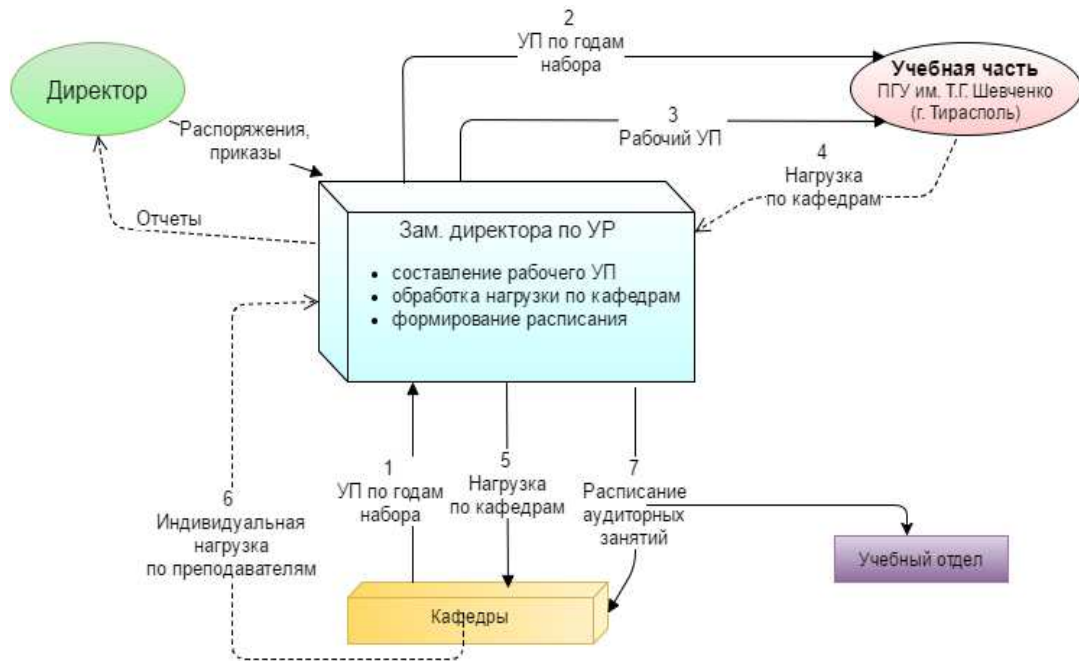 2
УП по годам
набора
Учебная часть
ПГУ им. Т.Г. Шевченко
(г. Тирасполь)
Директор
Распоряжения,
приказы
3
Рабочий УП
4
Нагрузка
по кафедрам
Отчеты
Зам. директора по УР
• составление рабочего УП
• обработка нагрузки по кафедрам
• формирование расписания
1
УП по годам
набора
5
Нагрузка
по кафедрам
7
Расписание
аудиторных
занятий
6
Индивидуальная
нагрузка
по преподавателям
Учебный отдел
Кафедры